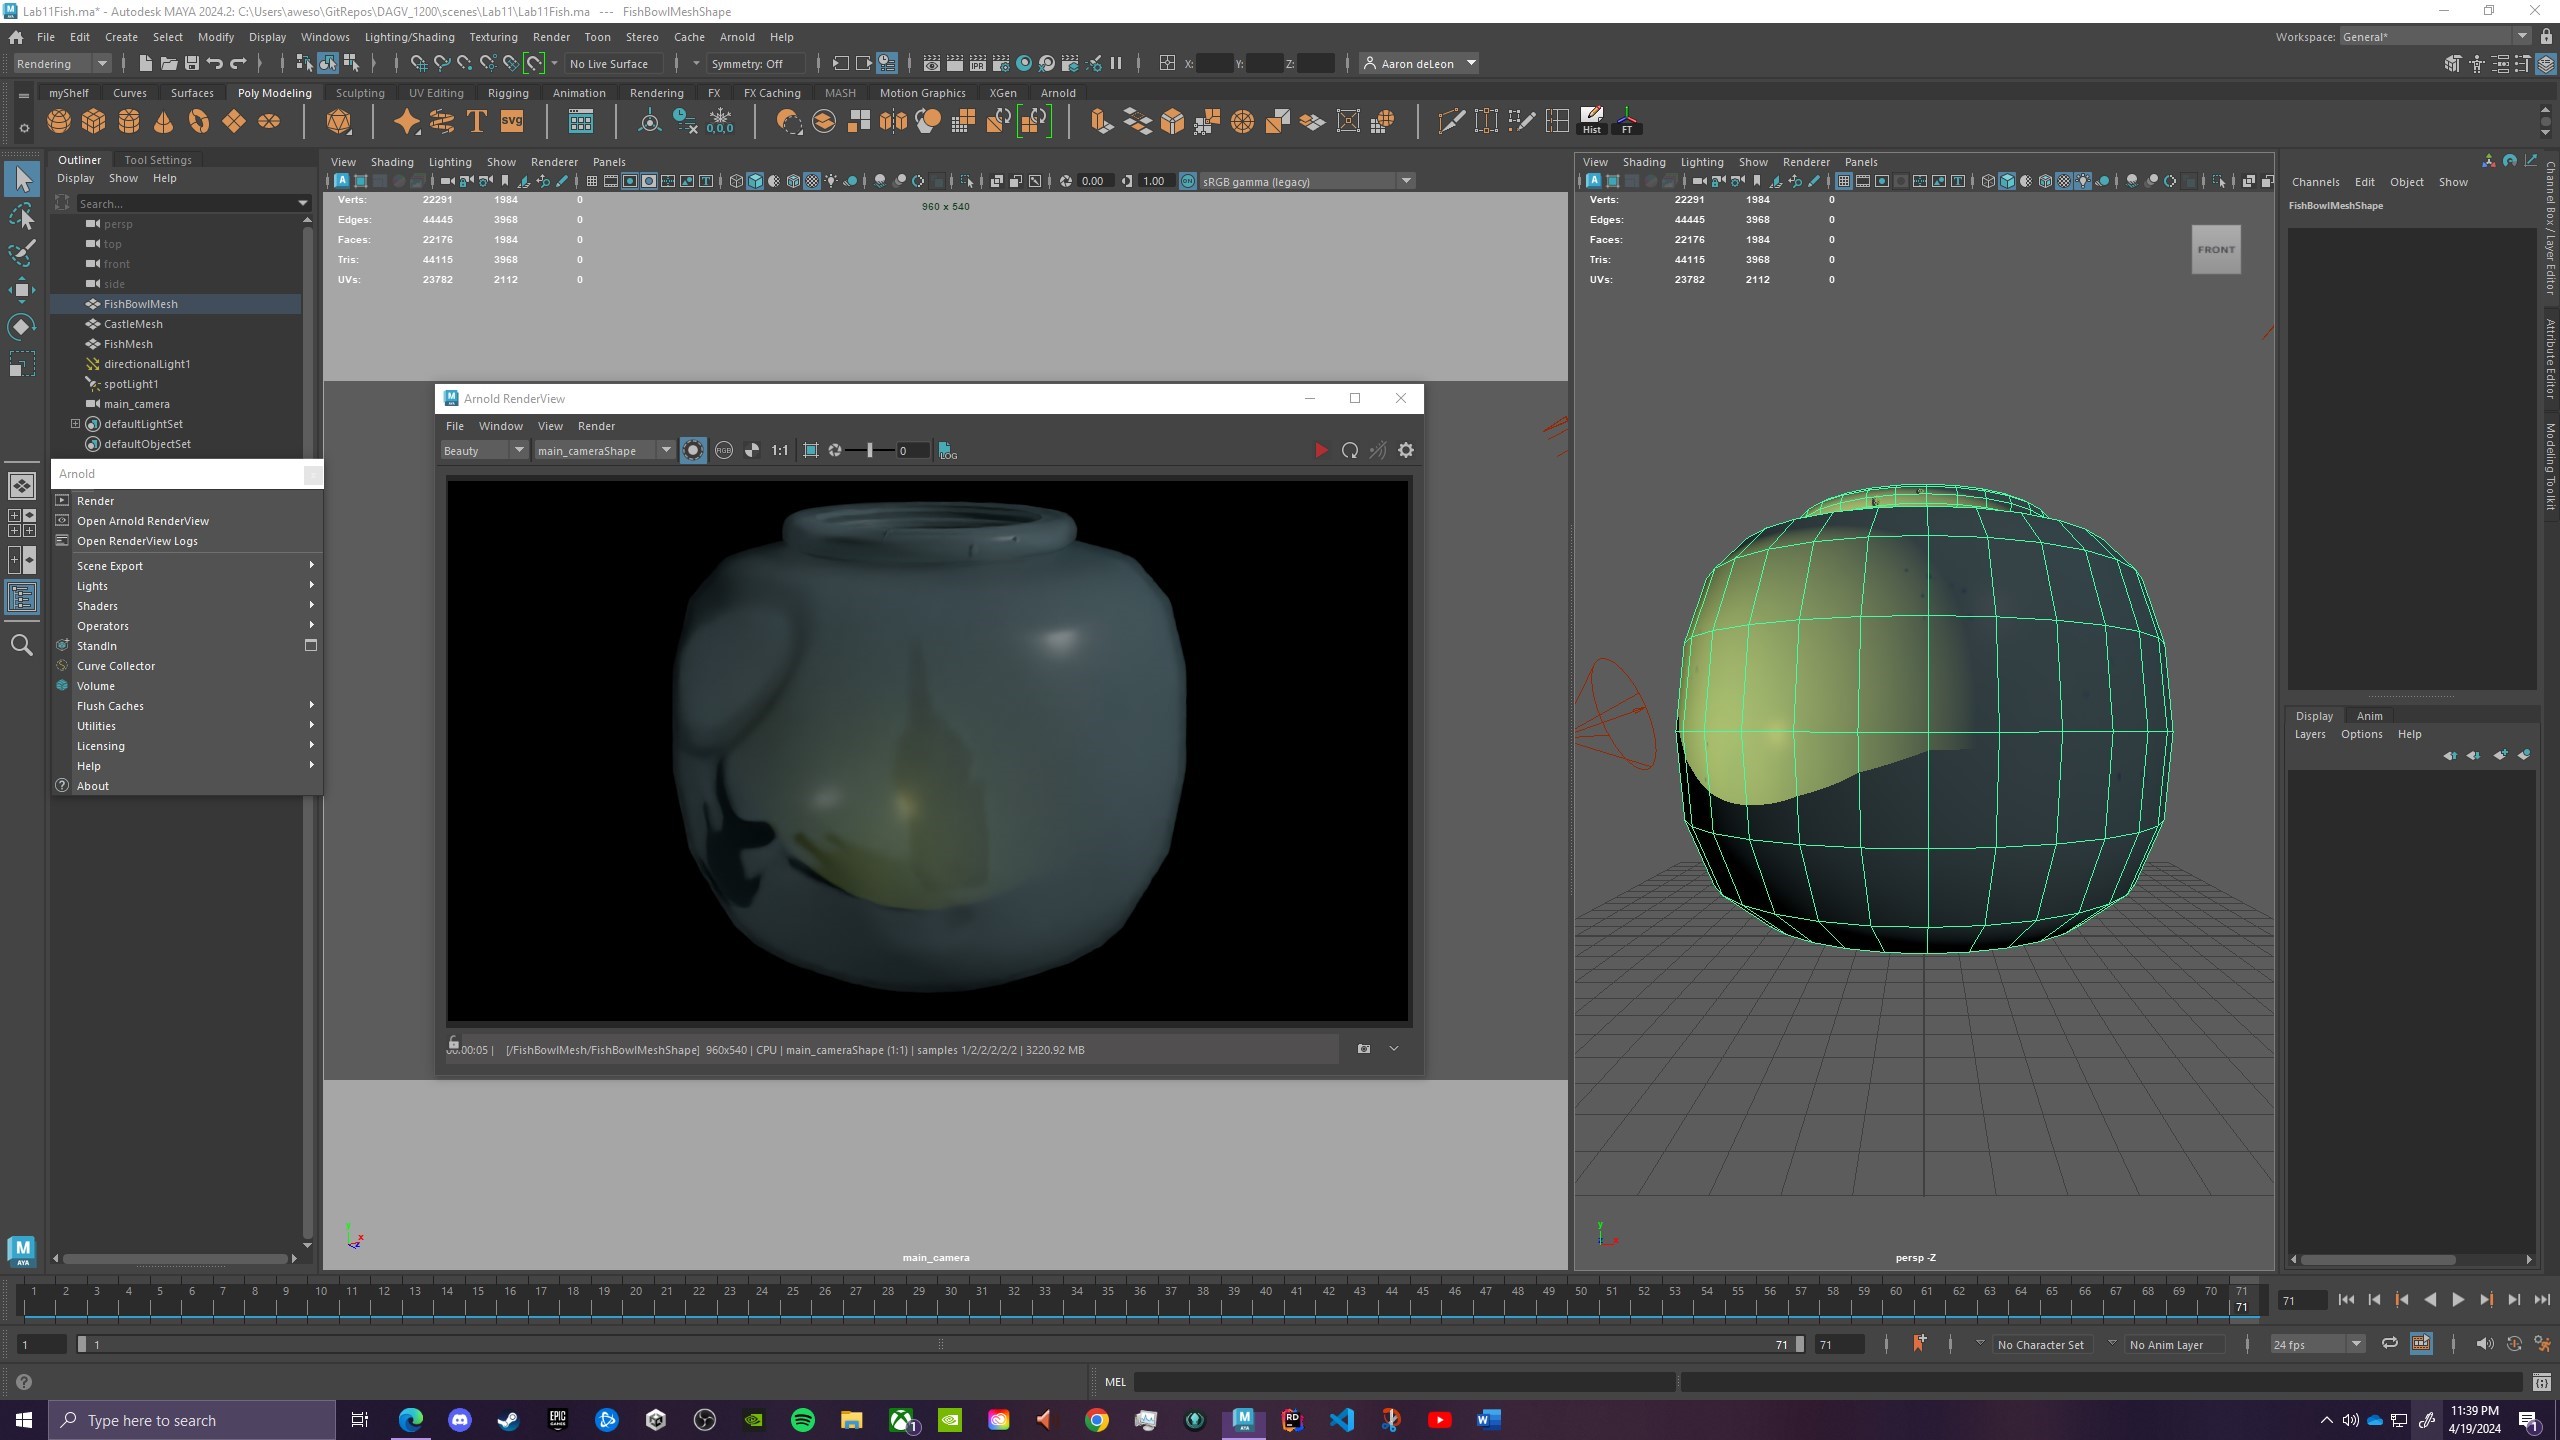 Lab11Fish.ma* - Autodesk MAYA 2024.2: C:\Users\aweso\GitRepos\DAGV_1200\scenes\Lab11\Lab11Fish.ma --- FishBowlMeshShape
File Edit Create Select Modify Display Windows Lighting/Shading Texturing Render Toon Stereo Cache Arnold Help
Workspace: General*
Rendering No Live Surface Symmetry: Off X: Y: Z: Aaron deLeon
myShelf Curves Surfaces Poly Modeling Sculpting UV Editing Rigging Animation Rendering FX FX Caching MASH Motion Graphics XGen Arnold
T SVG 0,0,0 Hist FT
Outliner Tool Settings
Display Show Help
Search...
persp
top
front
side
FishBowlMesh
CastleMesh
FishMesh
directionalLight1
spotLight1
main_camera
defaultLightSet
defaultObjectSet
Arnold
Render
Open Arnold RenderView
Open RenderView Logs
Scene Export
Lights
Shaders
Operators
StandIn
Curve Collector
Volume
Flush Caches
Utilities
Licensing
Help
About
View Shading Lighting Show Renderer Panels
0.00 1.00 sRGB gamma (legacy)
Verts: 22291 1984 0
Edges: 44445 3968 0
Faces: 22176 1984 0
Tris: 44115 3968 0
UVs: 23782 2112 0
960 x 540
Arnold RenderView
File Window View Render
Beauty main_cameraShape RGB 1:1 0 LOG
00:00:05 | [/FishBowlMesh/FishBowlMeshShape] 960x540 | CPU | main_cameraShape (1:1) | samples 1/2/2/2/2/2 | 3220.92 MB
main_camera
View Shading Lighting Show Renderer Panels
Verts: 22291 1984 0
Edges: 44445 3968 0
Faces: 22176 1984 0
Tris: 44115 3968 0
UVs: 23782 2112 0
FRONT
persp -Z
Channels Edit Object Show
FishBowlMeshShape
Display Anim
Layers Options Help
Channel Box / Layer Editor
Attribute Editor
Modeling Toolkit
1 2 3 4 5 6 7 8 9 10 11 12 13 14 15 16 17 18 19 20 21 22 23 24 25 26 27 28 29 30 31 32 33 34 35 36 37 38 39 40 41 42 43 44 45 46 47 48 49 50 51 52 53 54 55 56 57 58 59 60 61 62 63 64 65 66 67 68 69 70 71
71
71
1 1 71 71 No Character Set No Anim Layer 24 fps
MEL
Type here to search
11:39 PM
4/19/2024